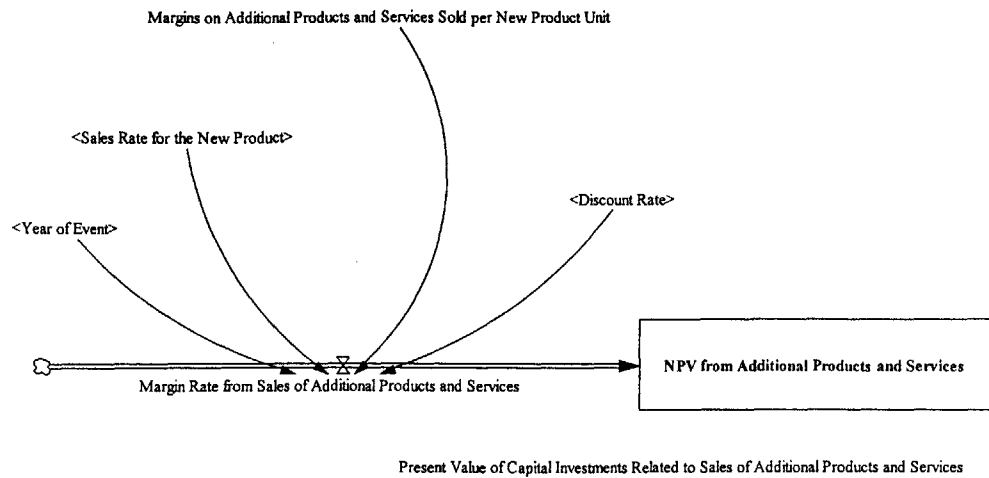 Margins on Additional Products and Services Sold per New Product Unit
<Sales Rate for the New Product>
<Discount Rate>
<Year of Event>
NPV from Additional Products and Services
Margin Rate from Sales of Additional Products and Services
Present Value of Capital Investments Related to Sales of Additional Products and Services